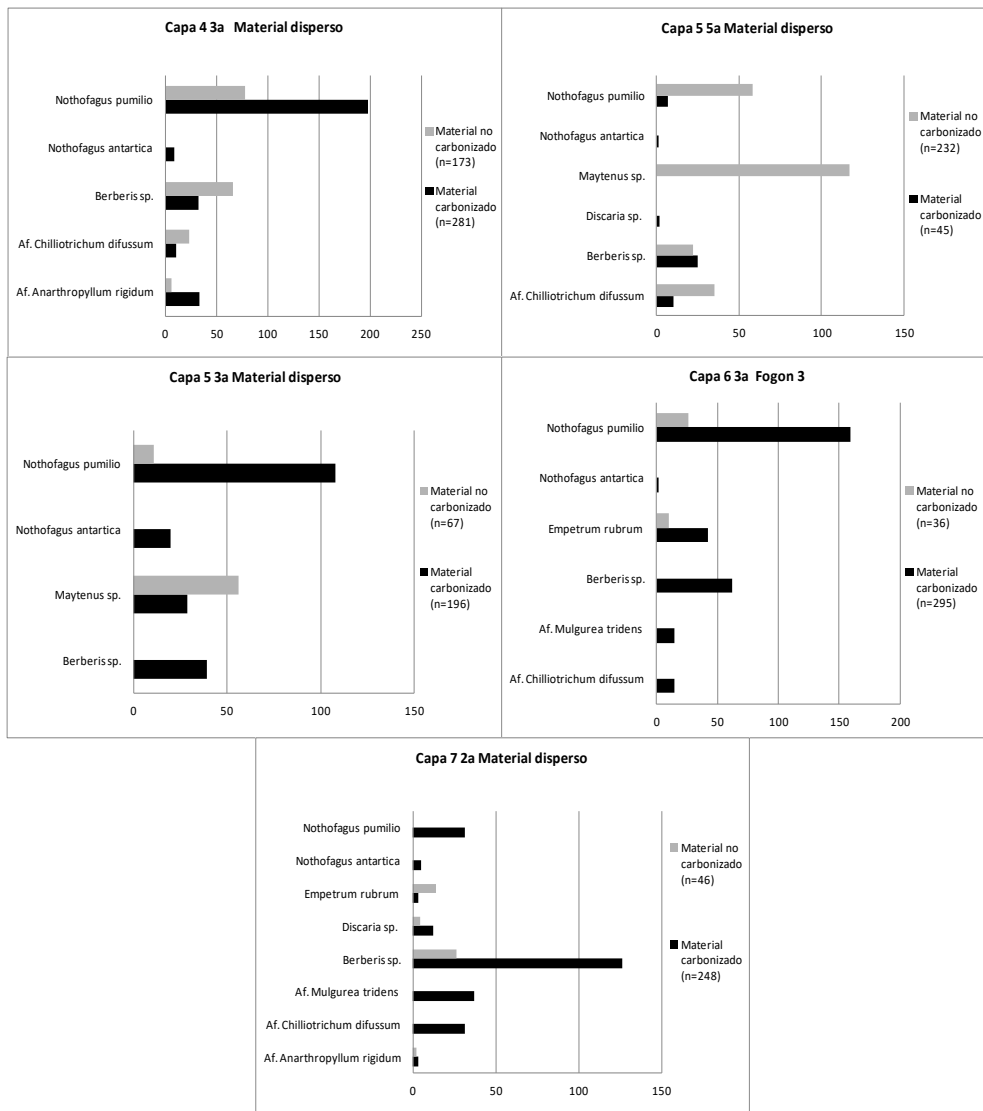 Capa 4 3a Material disperso
Nothofagus pumilio
Nothofagus antartica
Berberis sp.
Af. Chilliotrichum difussum
Af. Anarthropyllum rigidum
0 50 100 150 200 250
Material no
carbonizado
(n=173)
Material
carbonizado
(n=281)
Capa 5 5a Material disperso
Nothofagus pumilio
Nothofagus antartica
Maytenus sp.
Discaria sp.
Berberis sp.
Af. Chilliotrichum difussum
0 50 100 150
Material no
carbonizado
(n=232)
Material
carbonizado
(n=45)
Capa 5 3a Material disperso
Nothofagus pumilio
Nothofagus antartica
Maytenus sp.
Berberis sp.
0 50 100 150
Material no
carbonizado
(n=67)
Material
carbonizado
(n=196)
Capa 6 3a Fogon 3
Nothofagus pumilio
Nothofagus antartica
Empetrum rubrum
Berberis sp.
Af. Mulgurea tridens
Af. Chilliotrichum difussum
0 50 100 150 200
Material no
carbonizado
(n=36)
Material
carbonizado
(n=295)
Capa 7 2a Material disperso
Nothofagus pumilio
Nothofagus antartica
Empetrum rubrum
Discaria sp.
Berberis sp.
Af. Mulgurea tridens
Af. Chilliotrichum difussum
Af. Anarthropyllum rigidum
0 50 100 150
Material no
carbonizado
(n=46)
Material
carbonizado
(n=248)